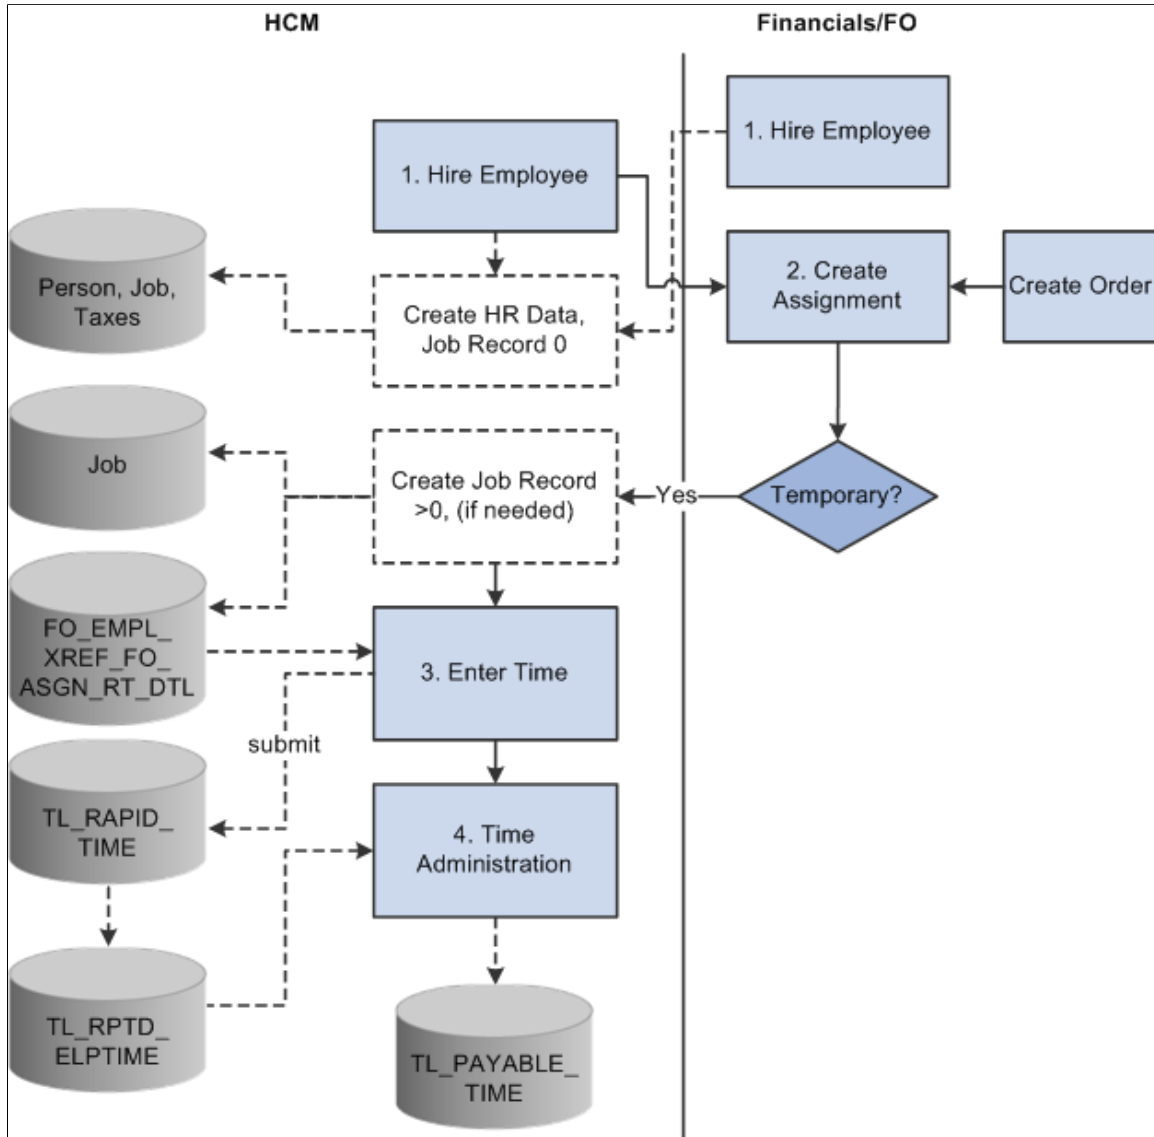 HCM
Financials/FO
1. Hire Employee
1. Hire Employee
Person, Job,
Taxes
Create HR Data,
Job Record 0
2. Create
Assignment
Create Order
Job
Create Job Record
>0, (if needed)
Yes
Temporary?
FO_EMPL_
XREF_FO_
ASGN_RT_DTL
3. Enter Time
submit
TL_RAPID_
TIME
4. Time
Administration
TL_RPTD_
ELPTIME
TL_PAYABLE_
TIME